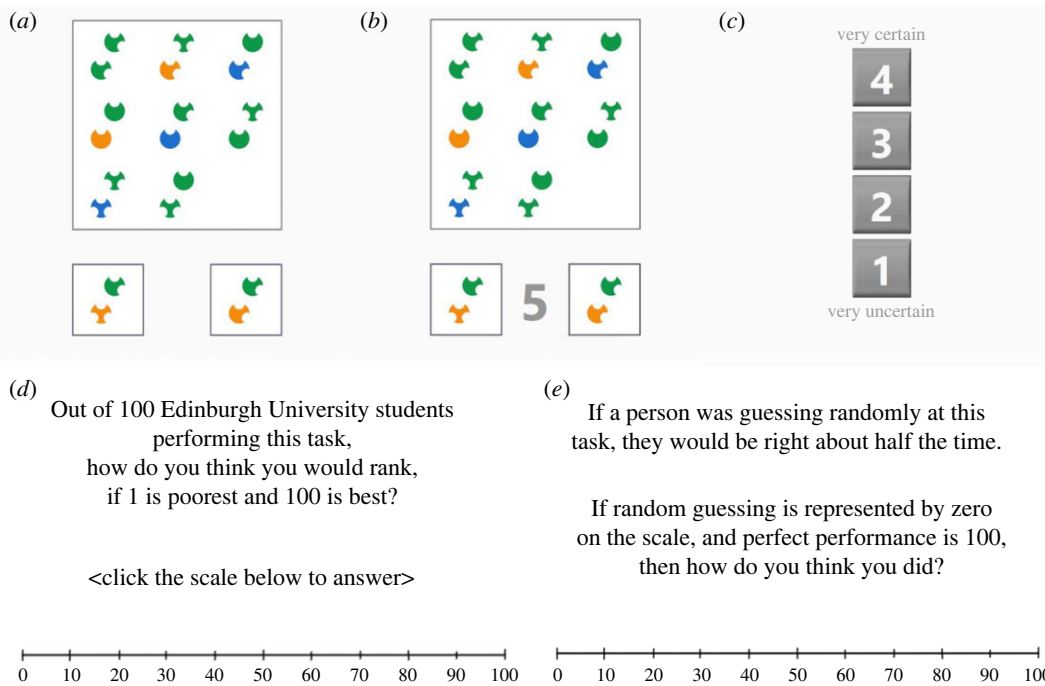 (a)
(b)
5
(c)
very certain
4
3
2
1
very uncertain
(d)
Out of 100 Edinburgh University students
performing this task,
how do you think you would rank,
if 1 is poorest and 100 is best?
<click the scale below to answer>
0 10 20 30 40 50 60 70 80 90 100
(e)
If a person was guessing randomly at this
task, they would be right about half the time.
If random guessing is represented by zero
on the scale, and perfect performance is 100,
then how do you think you did?
0 10 20 30 40 50 60 70 80 90 100